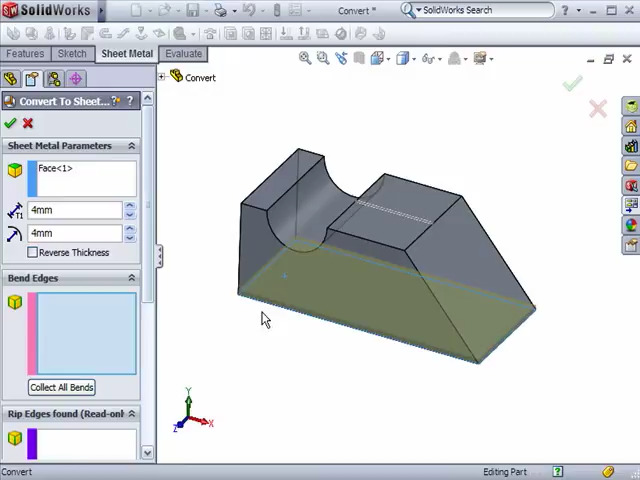 SolidWorks
Convert *
SolidWorks Search
?
Features
Sketch
Sheet Metal
Evaluate
Convert
Convert To Sheet...
?
Sheet Metal Parameters
Face<1>
T1
4mm
4mm
Reverse Thickness
Bend Edges
Collect All Bends
Rip Edges found (Read-onl
Y
X
Z
Convert
Editing Part
?